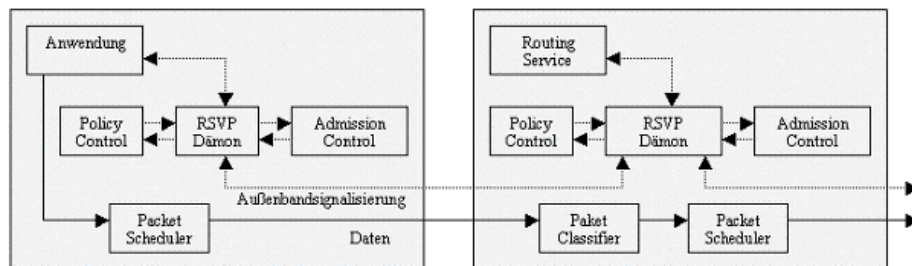 Anwendung
Policy
Control
RSVP
Dämon
Admission
Control
Außenbandsignalisierung
Packet
Scheduler
Daten
Routing
Service
Policy
Control
RSVP
Dämon
Admission
Control
Paket
Classifier
Packet
Scheduler